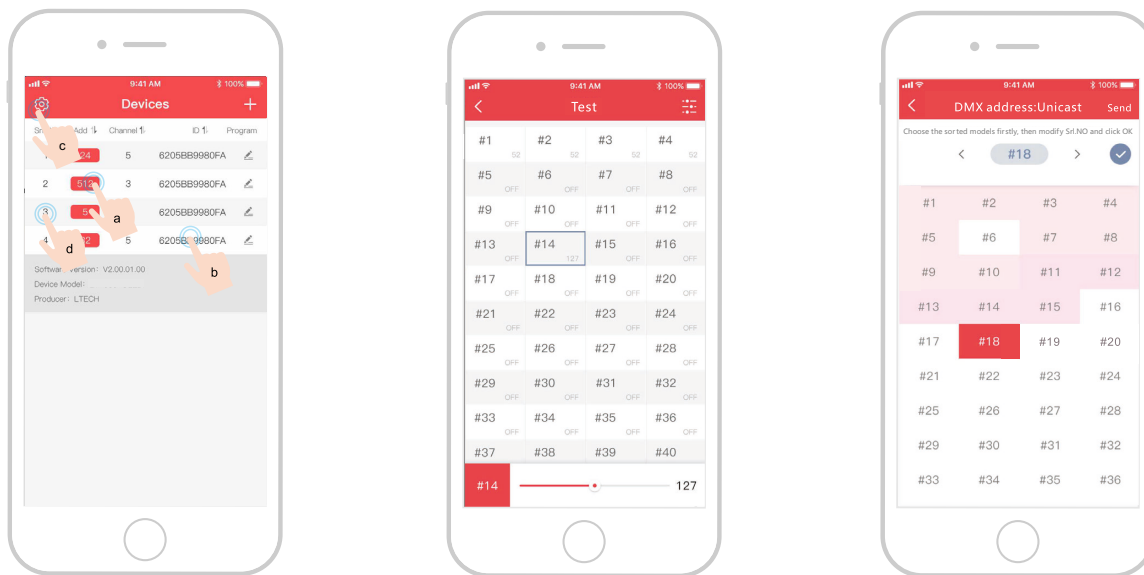 9:41 AM 100%
Devices +
Add Channel ID Program
1 24 5 6205BB9980FA
2 512 3 6205BB9980FA
3 5 6205BB9980FA
4 2 5 980FA
c
a
d
b
Software Version: V2.00.01.00
Device Model:
Producer: LTECH
9:41 AM 100%
Test
#1 52 #2 52 #3 52 #4 52
#5 OFF #6 OFF #7 OFF #8 OFF
#9 OFF #10 OFF #11 OFF #12 OFF
#13 OFF #14 127 #15 OFF #16 OFF
#17 OFF #18 OFF #19 OFF #20 OFF
#21 OFF #22 OFF #23 OFF #24 OFF
#25 OFF #26 OFF #27 OFF #28 OFF
#29 OFF #30 OFF #31 OFF #32 OFF
#33 OFF #34 OFF #35 OFF #36 OFF
#37 #38 #39 #40
#14 127
9:41 AM 100%
DMX address:Unicast Send
Choose the sorted models firstly, then modify Srl.NO and click OK
< #18 >
#1 #2 #3 #4
#5 #6 #7 #8
#9 #10 #11 #12
#13 #14 #15 #16
#17 #18 #19 #20
#21 #22 #23 #24
#25 #26 #27 #28
#29 #30 #31 #32
#33 #34 #35 #36